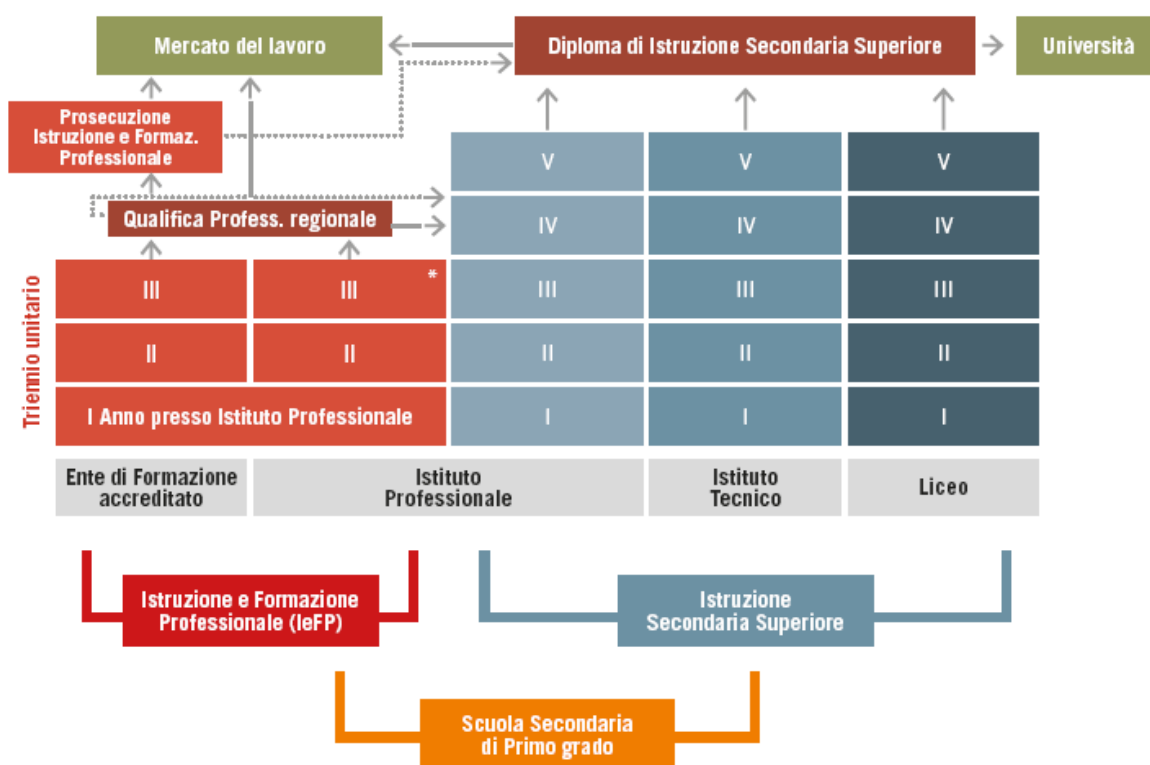 Mercato del lavoro
Diploma di Istruzione Secondaria Superiore
Università
Prosecuzione
Istruzione e Formaz.
Professionale
V
V
V
Qualifica Profess. regionale
IV
IV
IV
Triennio unitario
III
III *
III
III
III
II
II
II
II
II
I Anno presso Istituto Professionale
I
I
I
Ente di Formazione
accreditato
Istituto
Professionale
Istituto
Tecnico
Liceo
Istruzione e Formazione
Professionale (IeFP)
Istruzione
Secondaria Superiore
Scuola Secondaria
di Primo grado